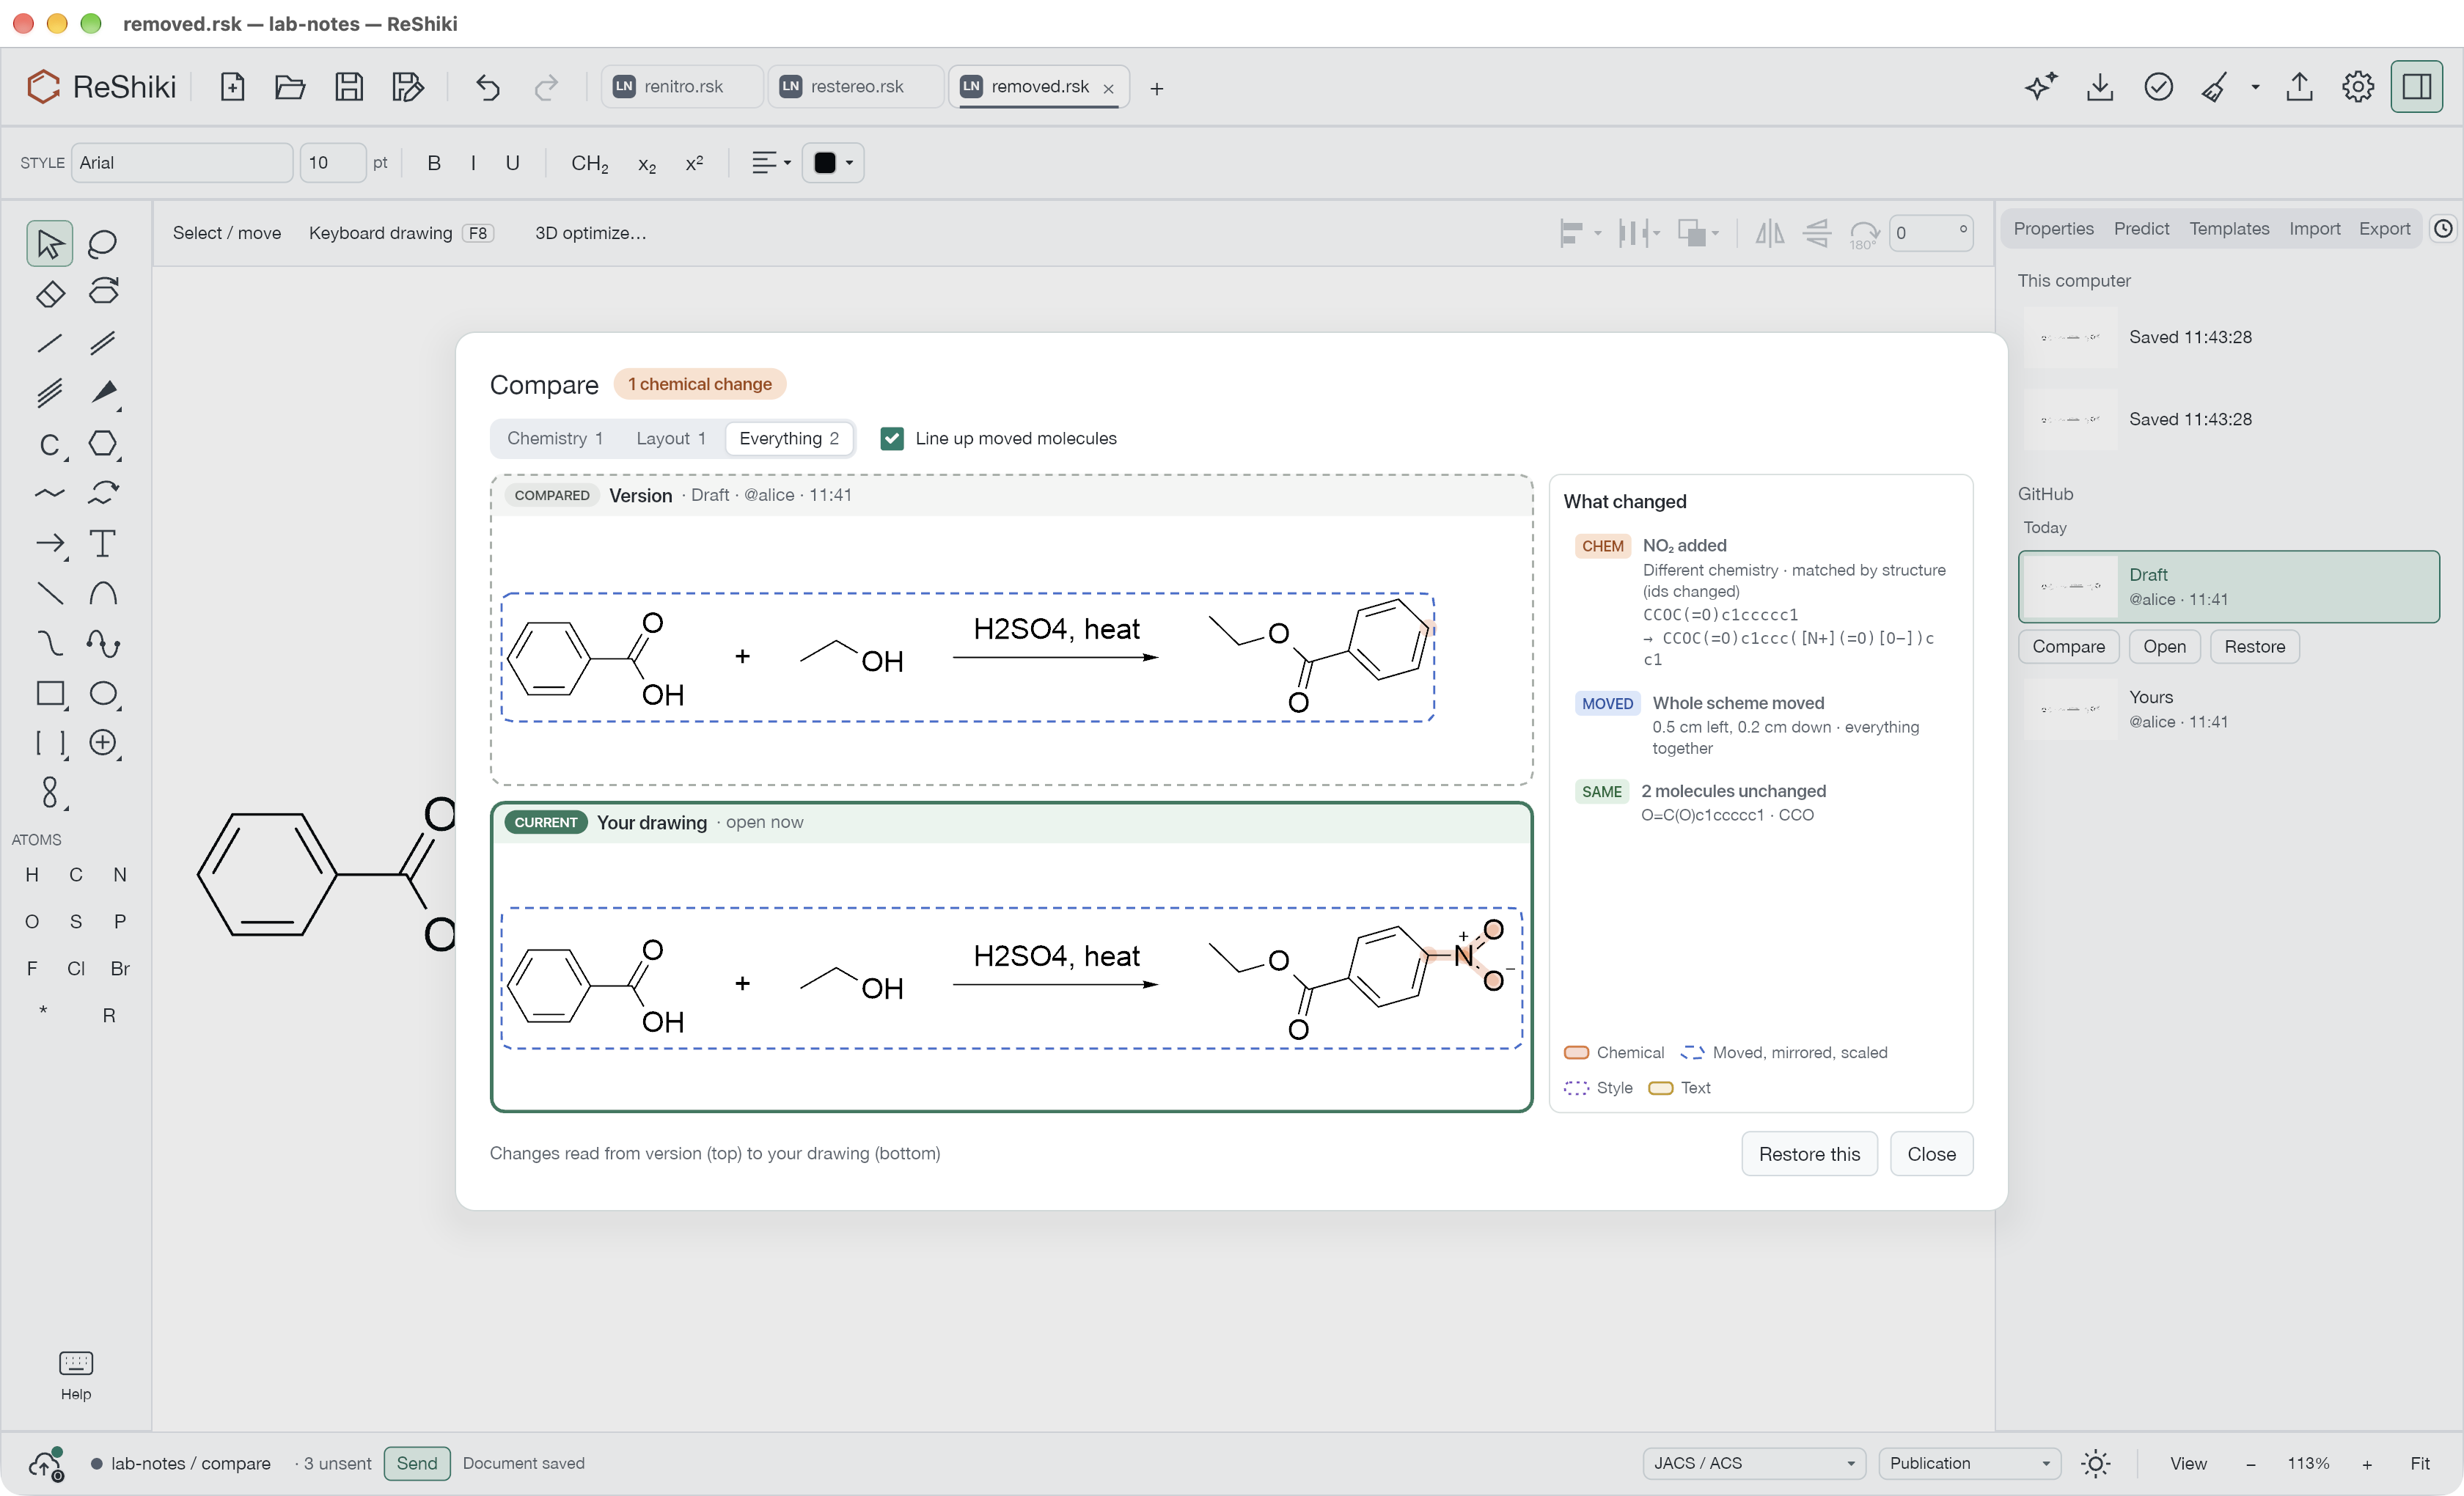 removed.rsk — lab-notes — ReShiki
ReShiki
LN renitro.rsk
LN restereo.rsk
LN removed.rsk ×
+
STYLE Arial 10 pt B I U CH₂ x₂ x²
Select / move Keyboard drawing F8 3D optimize…
180° 0 °
Properties Predict Templates Import Export
C
T
ATOMS
H C N
O S P
F Cl Br
* R
Help
O
O
Compare 1 chemical change
Chemistry 1 Layout 1 Everything 2 Line up moved molecules
COMPARED Version · Draft · @alice · 11:41
O
OH
+
OH
H2SO4, heat
O
O
CURRENT Your drawing · open now
O
OH
+
OH
H2SO4, heat
O
O
N
+
O
O
−
What changed
CHEM NO₂ added
Different chemistry · matched by structure
(ids changed)
CCOC(=O)c1ccccc1
→ CCOC(=O)c1ccc([N+](=O)[O−])c
c1
MOVED Whole scheme moved
0.5 cm left, 0.2 cm down · everything
together
SAME 2 molecules unchanged
O=C(O)c1ccccc1 · CCO
Chemical Moved, mirrored, scaled
Style Text
Changes read from version (top) to your drawing (bottom)
Restore this Close
This computer
Saved 11:43:28
Saved 11:43:28
GitHub
Today
Draft
@alice · 11:41
Compare Open Restore
Yours
@alice · 11:41
lab-notes / compare · 3 unsent Send Document saved
JACS / ACS Publication View − 113% + Fit